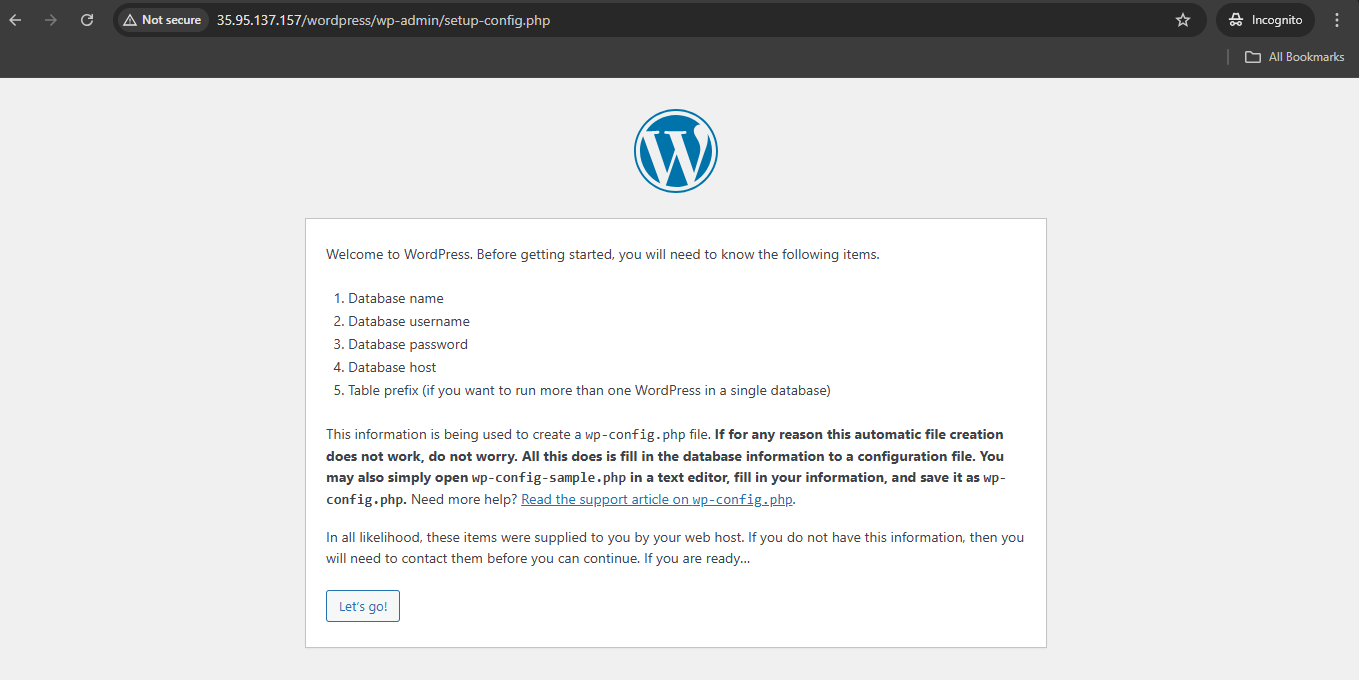 Not secure 35.95.137.157/wordpress/wp-admin/setup-config.php Incognito
All Bookmarks
W
Welcome to WordPress. Before getting started, you will need to know the following items.
1. Database name
2. Database username
3. Database password
4. Database host
5. Table prefix (if you want to run more than one WordPress in a single database)
This information is being used to create a wp-config.php file. If for any reason this automatic file creation
does not work, do not worry. All this does is fill in the database information to a configuration file. You
may also simply open wp-config-sample.php in a text editor, fill in your information, and save it as wp-
config.php. Need more help? Read the support article on wp-config.php.
In all likelihood, these items were supplied to you by your web host. If you do not have this information, then you
will need to contact them before you can continue. If you are ready…
Let's go!